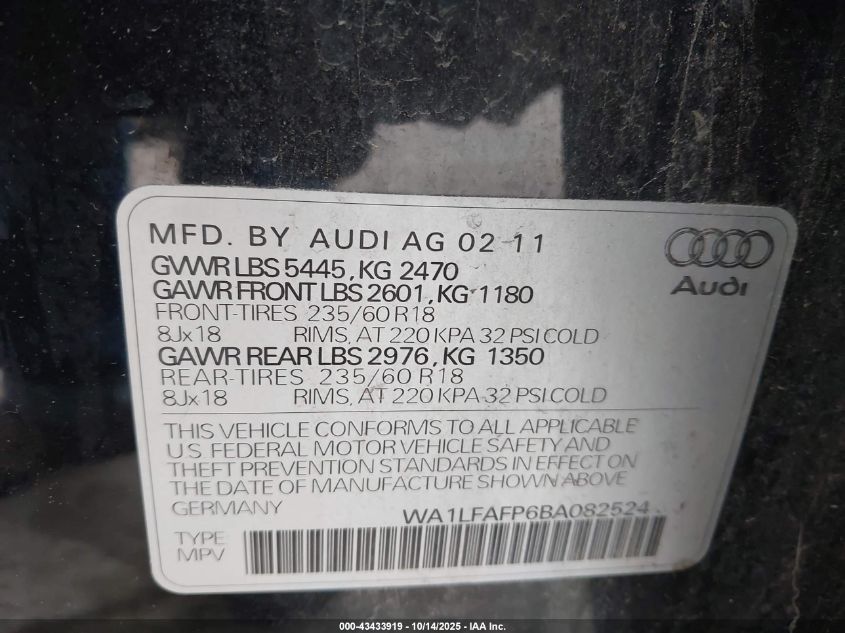 MFD. BY AUDI AG 02 11
GVWR LBS 5445, KG 2470
GAWR FRONT LBS 2601, KG 1180
FRONT-TIRES 235/60 R18
8Jx18 RIMS, AT 220 KPA 32 PSI COLD
GAWR REAR LBS 2976, KG 1350
REAR-TIRES 235/60 R18
8Jx18 RIMS, AT 220 KPA 32 PSI COLD
Audi
THIS VEHICLE CONFORMS TO ALL APPLICABLE
U.S. FEDERAL MOTOR VEHICLE SAFETY AND
THEFT PREVENTION STANDARDS IN EFFECT ON
THE DATE OF MANUFACTURE SHOWN ABOVE
GERMANY WA1LFAFP6BA082524
TYPE
MPV
000-43433919 - 10/14/2025 - IAA Inc.